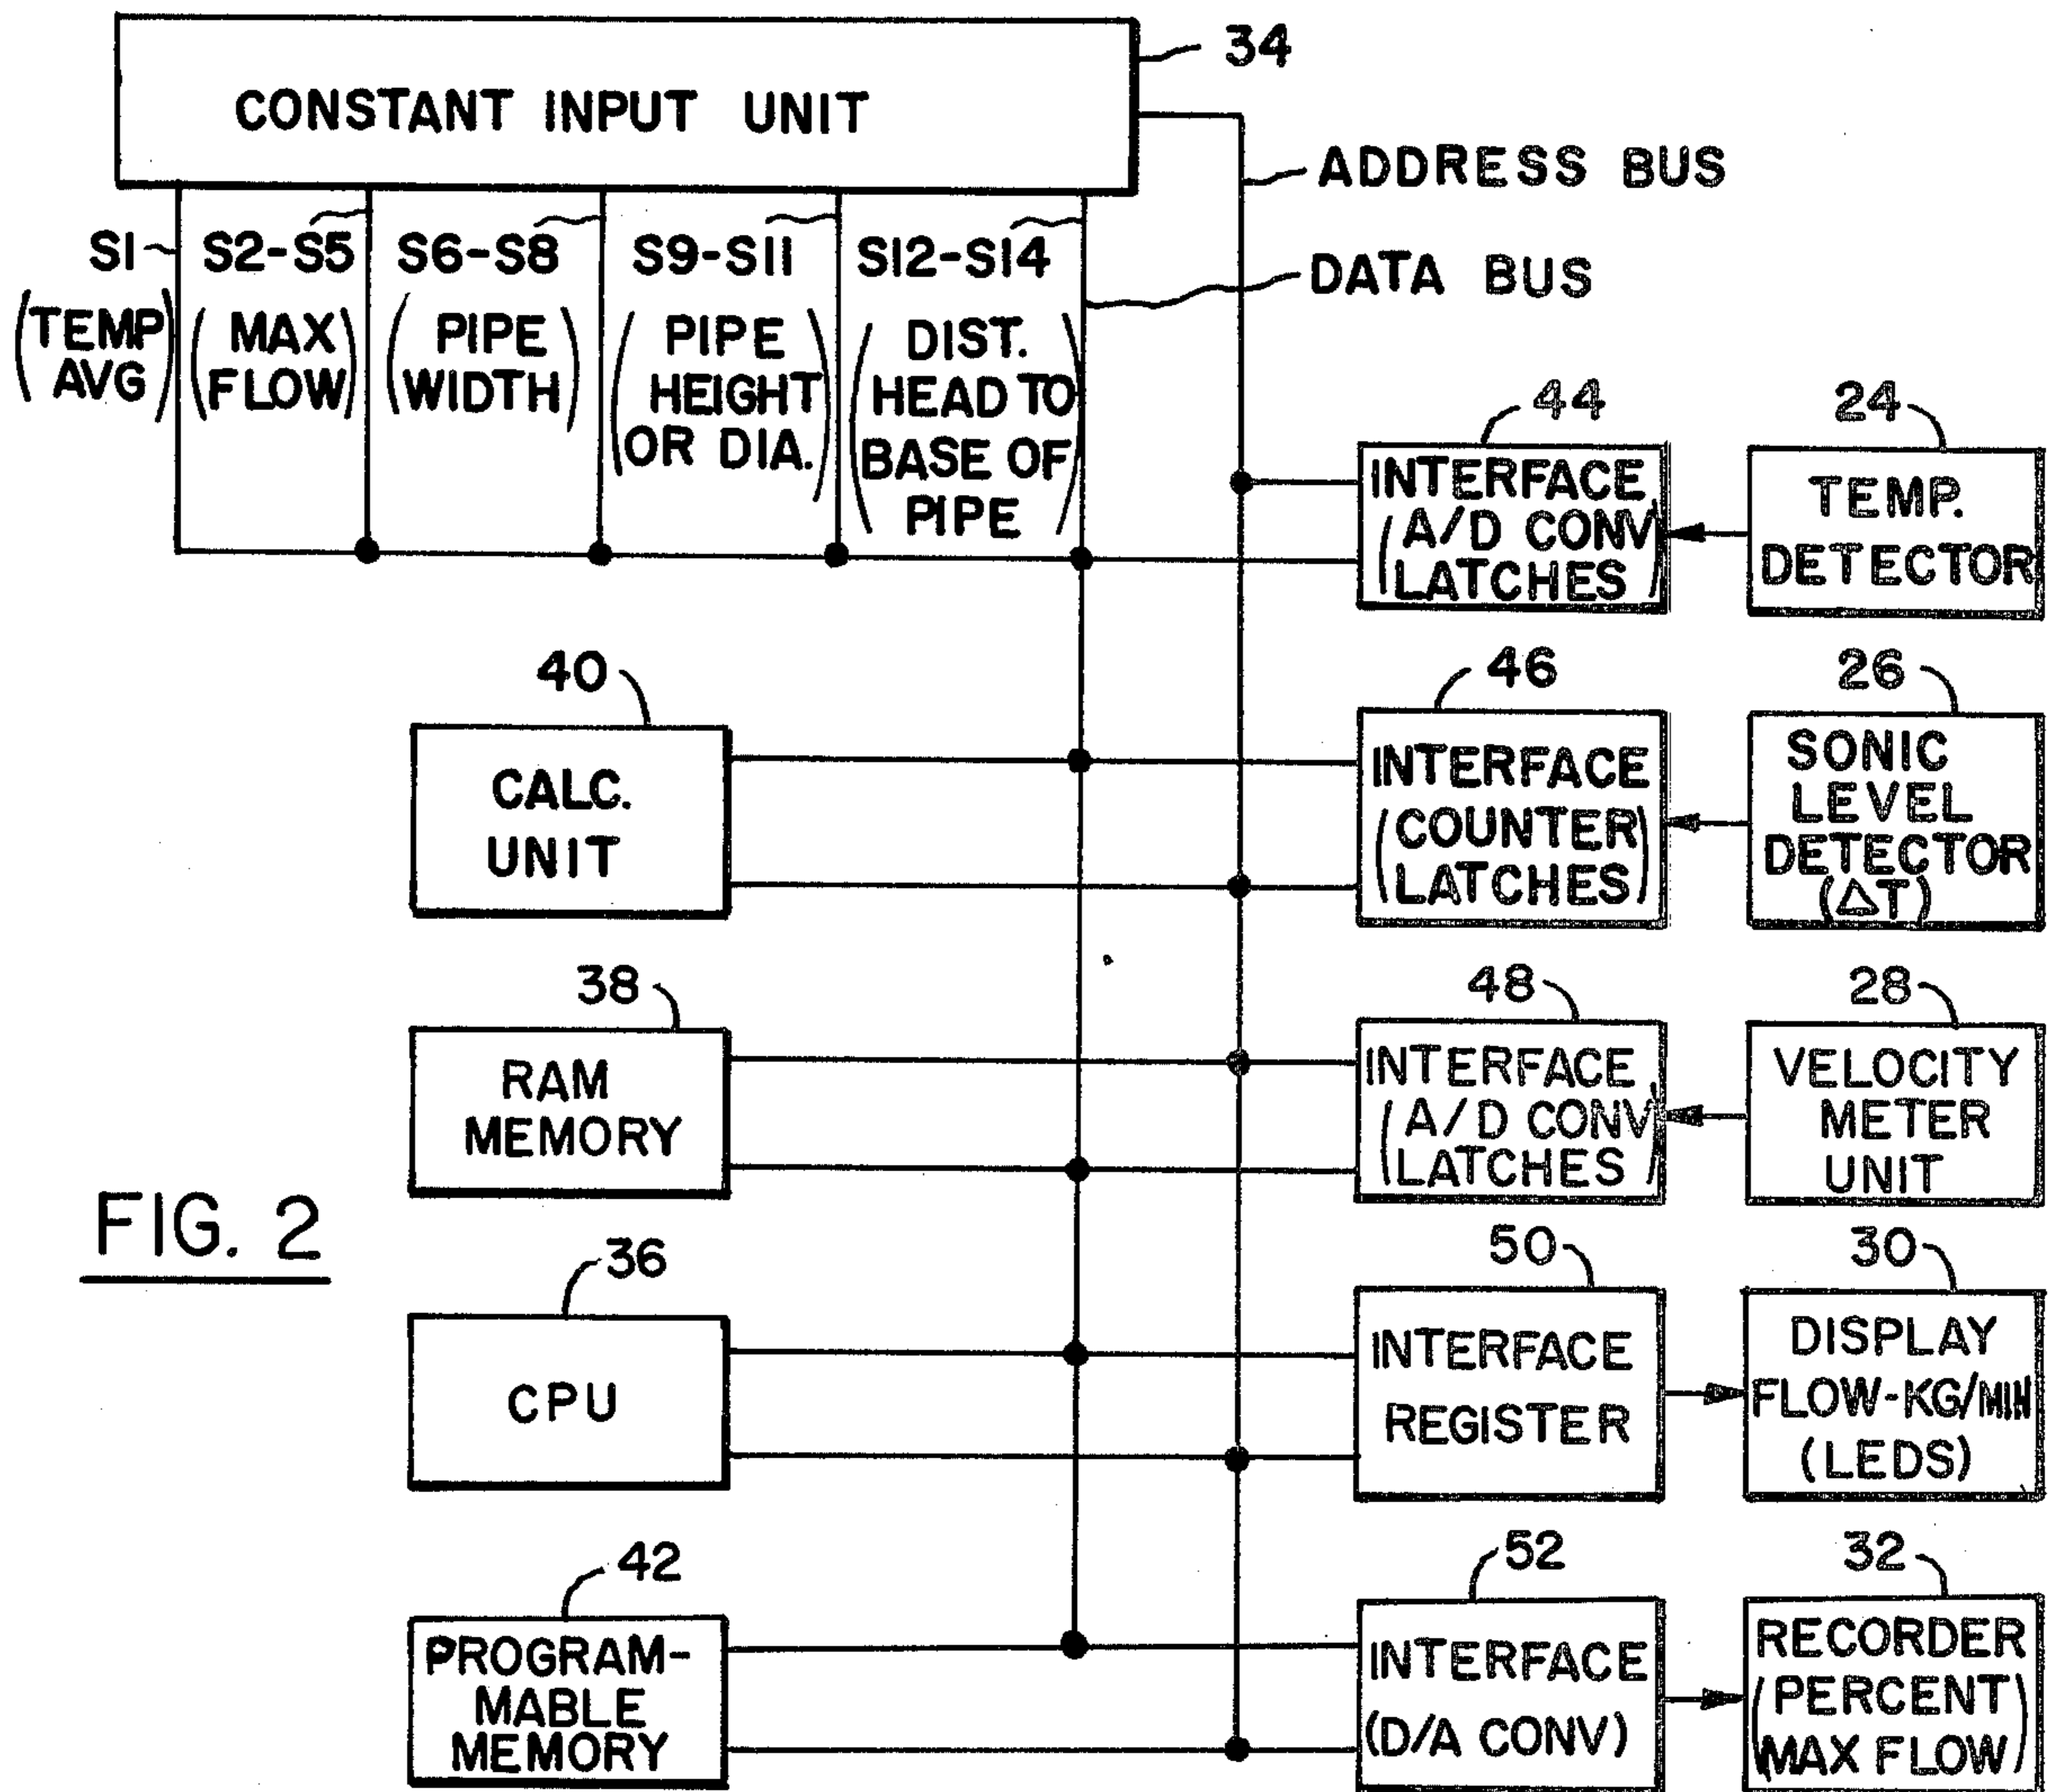 34
CONSTANT INPUT UNIT
ADDRESS BUS
DATA BUS
S1
(TEMP
AVG)
S2-S5
(MAX
FLOW)
S6-S8
(PIPE
WIDTH)
S9-S11
(PIPE
HEIGHT
OR DIA.)
S12-S14
(DIST.
HEAD TO
BASE OF
PIPE)
44
INTERFACE
(A/D CONV
LATCHES)
24
TEMP.
DETECTOR
40
CALC.
UNIT
46
INTERFACE
(COUNTER
LATCHES)
26
SONIC
LEVEL
DETECTOR
(ΔT)
38
RAM
MEMORY
48
INTERFACE
(A/D CONV
LATCHES)
28
VELOCITY
METER
UNIT
FIG. 2
36
CPU
50
INTERFACE
REGISTER
30
DISPLAY
FLOW-KG/MIN
(LEDS)
42
PROGRAM-
MABLE
MEMORY
52
INTERFACE
(D/A CONV)
32
RECORDER
(PERCENT
MAX FLOW)